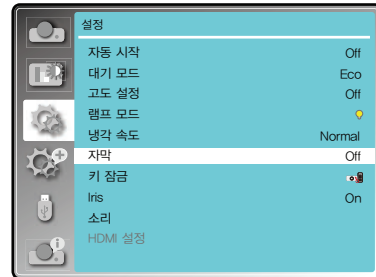 설정
자동 시작 Off
대기 모드 Eco
고도 설정 Off
램프 모드
냉각 속도 Normal
자막 Off
키 잠금
Iris On
소리
HDMI 설정